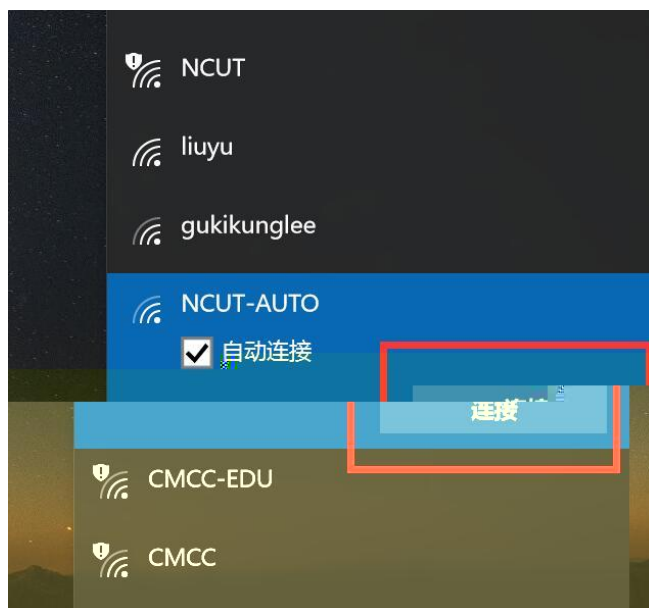 NCUT
liuyu
gukikunglee
NCUT-AUTO
自动连接
连接
CMCC-EDU
CMCC